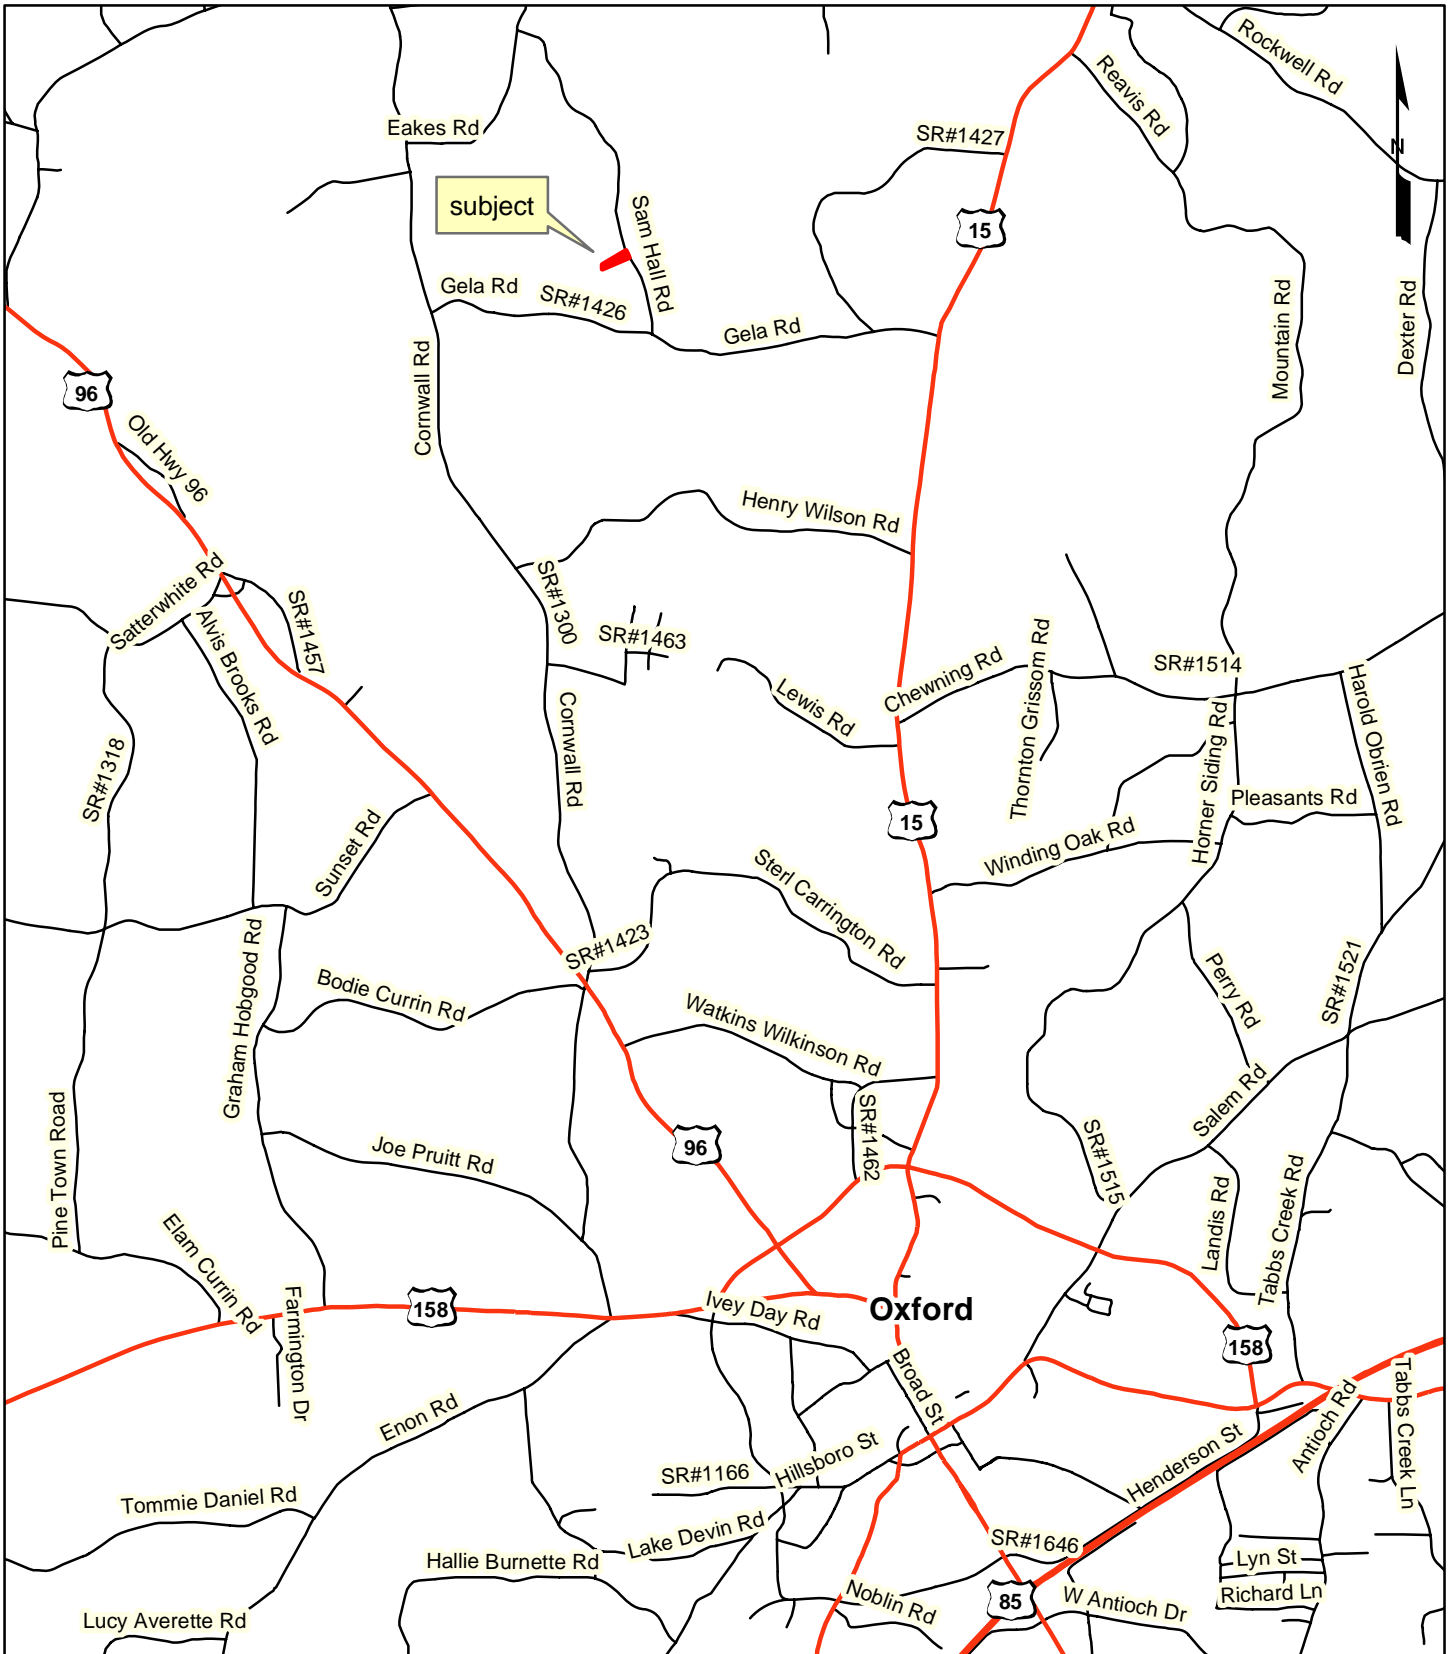 Rockwell Rd
Reavis Rd
Eakes Rd
SR#1427
N
subject
Sam Hall Rd
15
Gela Rd
SR#1426
Gela Rd
Mountain Rd
Dexter Rd
Cornwall Rd
96
Old Hwy 96
Henry Wilson Rd
Satterwhite Rd
SR#1457
SR#1300
SR#1463
Alvis Brooks Rd
Chewning Rd
Thornton Grissom Rd
SR#1514
Harold Obrien Rd
Lewis Rd
Cornwall Rd
SR#1318
Horner Siding Rd
Pleasants Rd
15
Sunset Rd
Winding Oak Rd
Sterl Carrington Rd
SR#1423
Graham Hobgood Rd
Bodie Currin Rd
Perry Rd
SR#1521
Watkins Wilkinson Rd
Salem Rd
SR#1462
Pine Town Road
Joe Pruitt Rd
96
SR#1515
Landis Rd
Tabbs Creek Rd
Elam Currin Rd
Farmington Dr
158
Ivey Day Rd
Oxford
158
Broad St
Tabbs Creek Ln
Antioch Rd
Enon Rd
Henderson St
Hillsboro St
SR#1166
Tommie Daniel Rd
Lake Devin Rd
SR#1646
Hallie Burnette Rd
Lyn St
Richard Ln
Noblin Rd
85
W Antioch Dr
Lucy Averette Rd